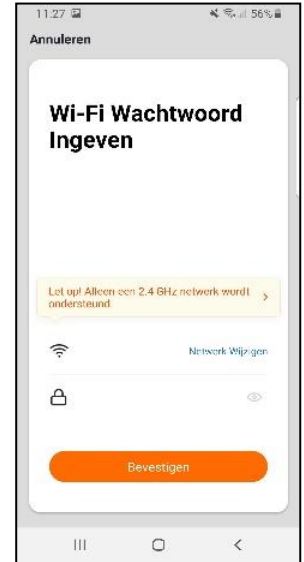 11.27 56%
Annuleren
Wi-Fi Wachtwoord
Ingeven
Let op! Alleen een 2.4 GHz netwerk wordt
ondersteund.
Netwerk Wijzigen
Bevestigen